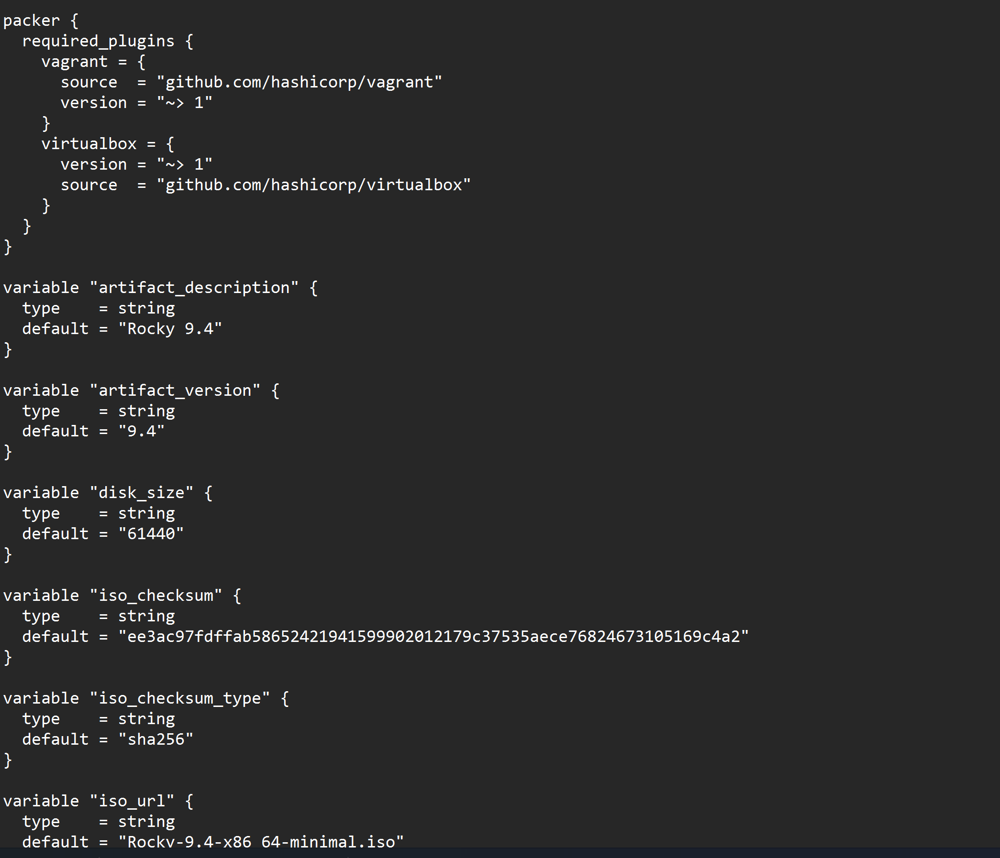 packer {
  required_plugins {
    vagrant = {
      source  = "github.com/hashicorp/vagrant"
      version = "~> 1"
    }
    virtualbox = {
      version = "~> 1"
      source  = "github.com/hashicorp/virtualbox"
    }
  }
}

variable "artifact_description" {
  type    = string
  default = "Rocky 9.4"
}

variable "artifact_version" {
  type    = string
  default = "9.4"
}

variable "disk_size" {
  type    = string
  default = "61440"
}

variable "iso_checksum" {
  type    = string
  default = "ee3ac97fdffab58652421941599902012179c37535aece76824673105169c4a2"
}

variable "iso_checksum_type" {
  type    = string
  default = "sha256"
}

variable "iso_url" {
  type    = string
  default = "Rocky-9.4-x86_64-minimal.iso"